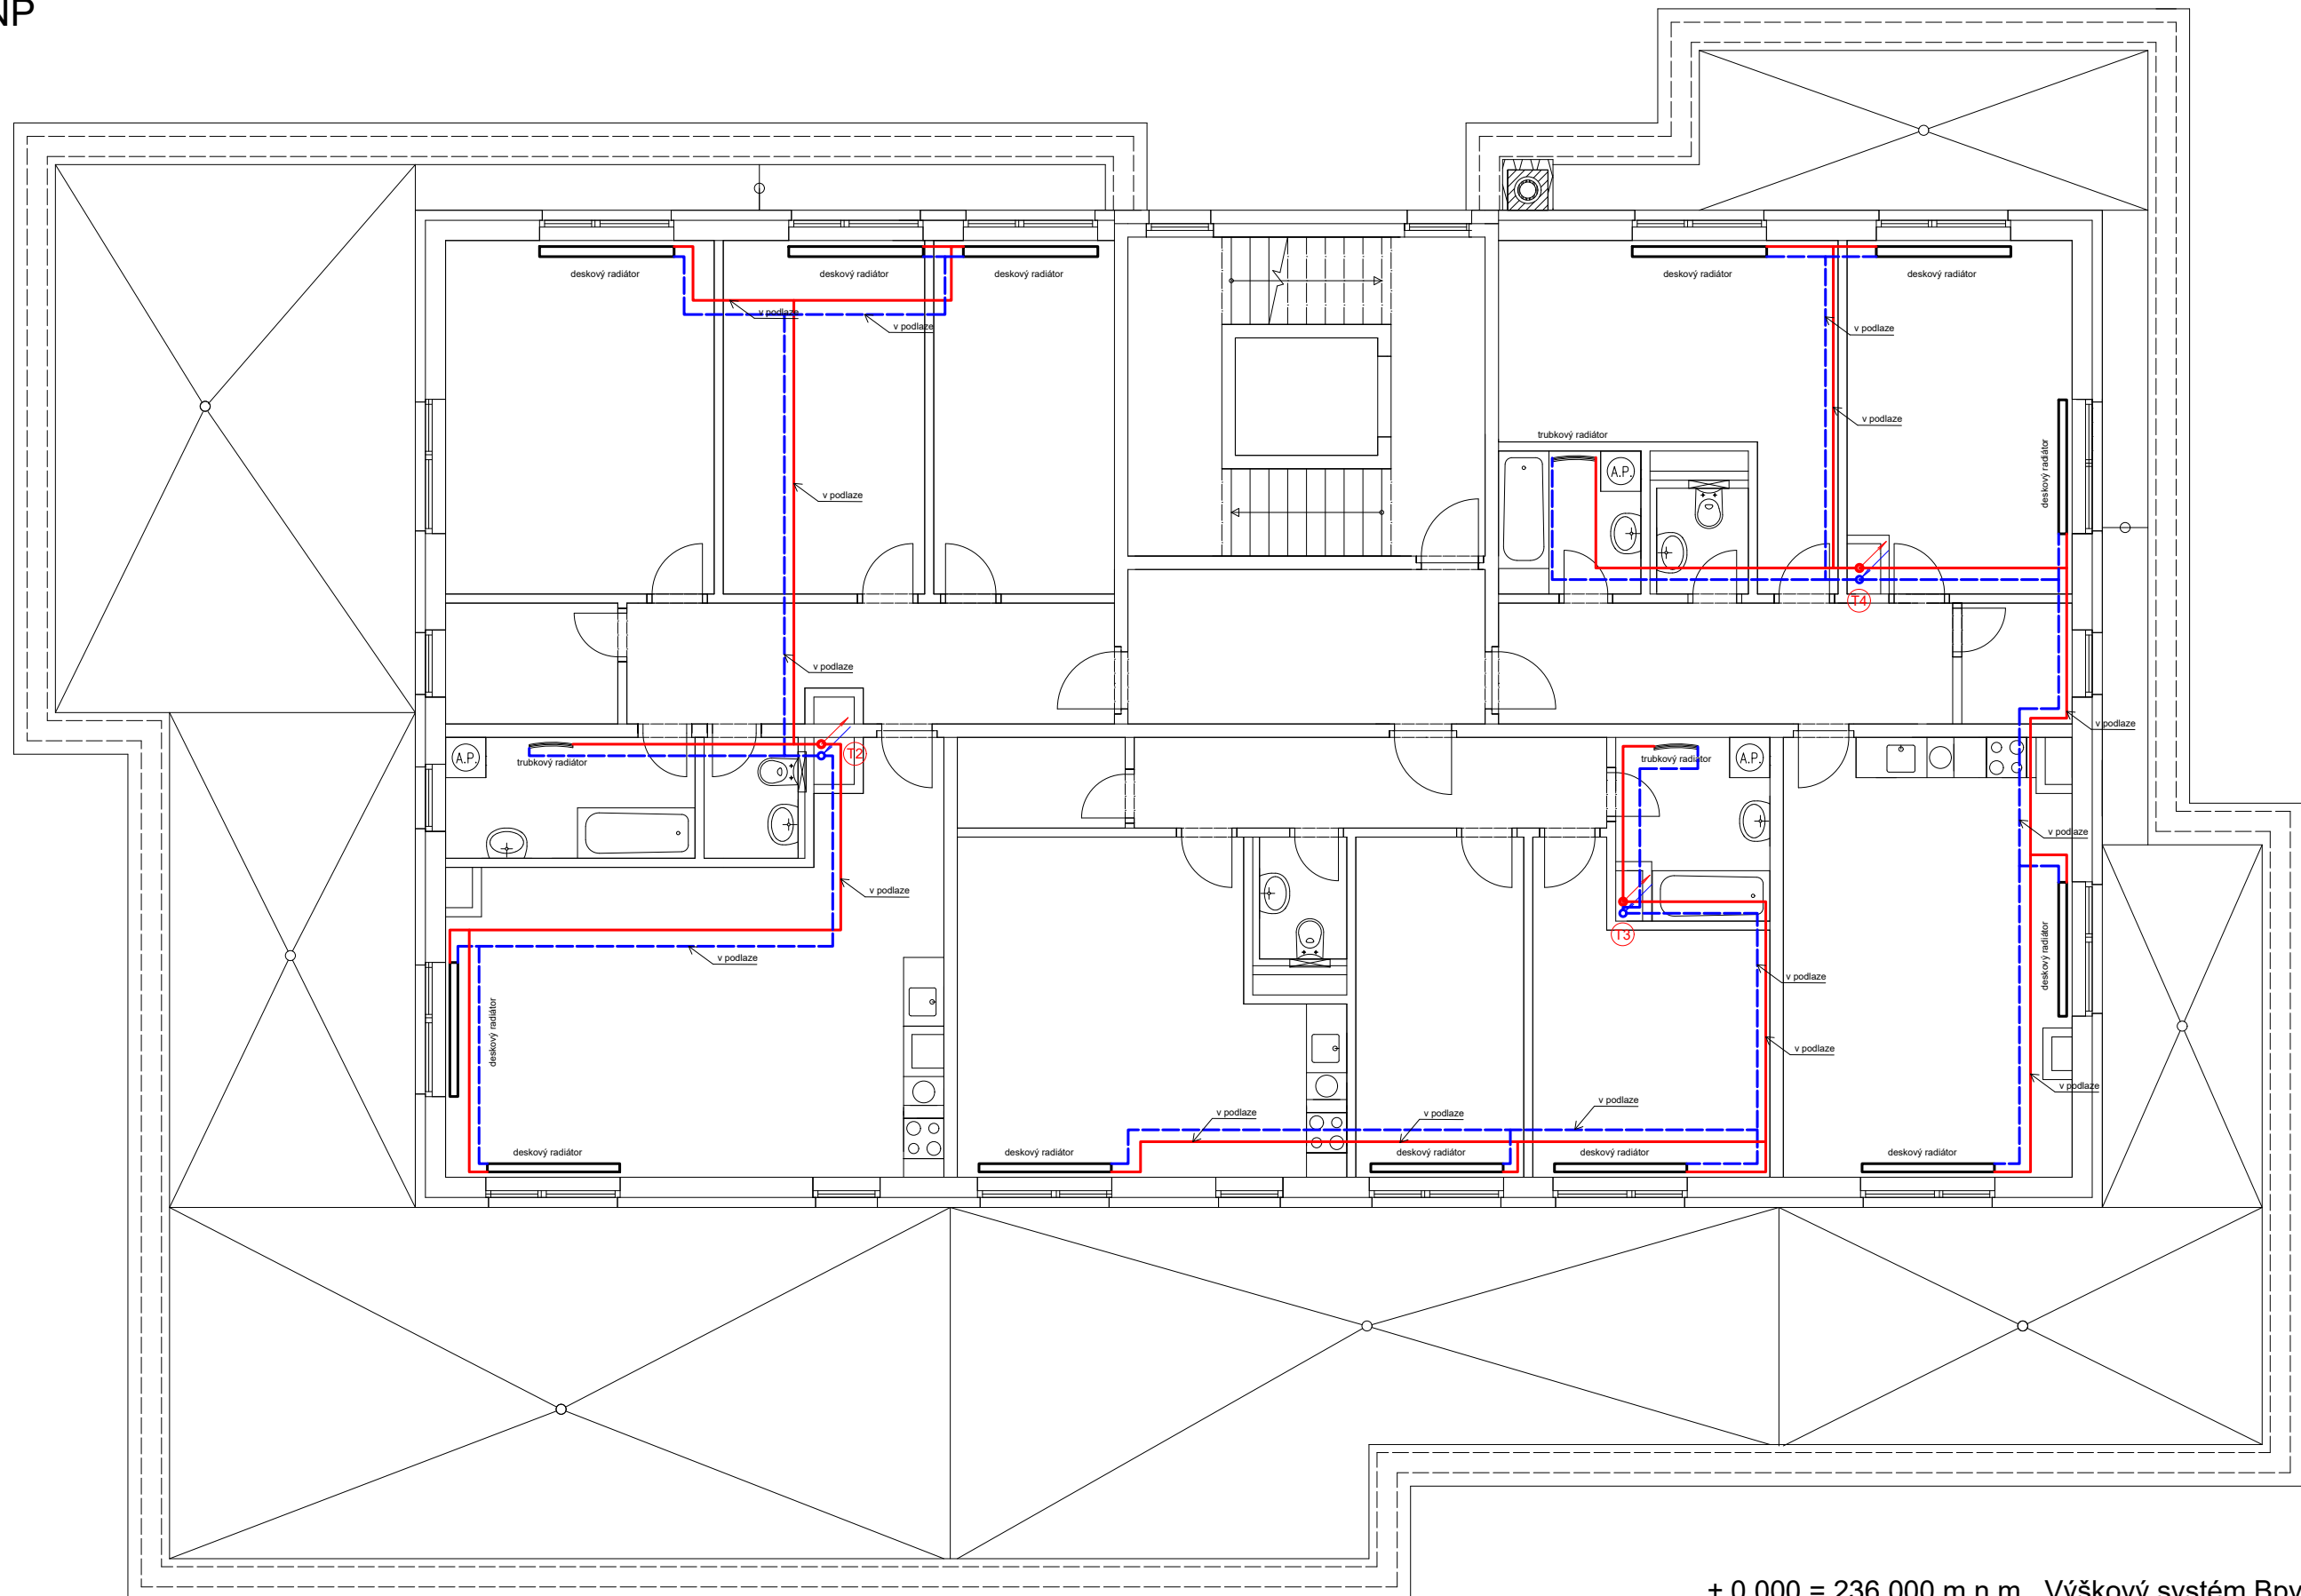 NP
deskový radiátor
deskový radiátor
deskový radiátor
deskový radiátor
deskový radiátor
v podlaze
v podlaze
v podlaze
v podlaze
trubkový radiátor
A.P.
deskový radiátor
v podlaze
T4
v podlaze
v podlaze
A.P.
trubkový radiátor
T2
trubkový radiátor
A.P.
v podlaze
v podlaze
T3
v podlaze
deskový radiátor
v podlaze
deskový radiátor
v podlaze
v podlaze
v podlaze
v podlaze
v podlaze
deskový radiátor
deskový radiátor
deskový radiátor
deskový radiátor
deskový radiátor
± 0,000 = 236,000 m n.m., Výškový systém Bpv